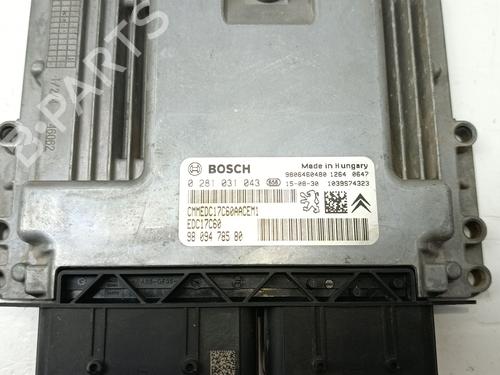 BOSCH
Made in Hungary
9806460480 1264 0647
0 281 031 043 658 15-08-30 1039S74323
CMMEDC17C60AACEM1
EDC17C60
98 094 785 80